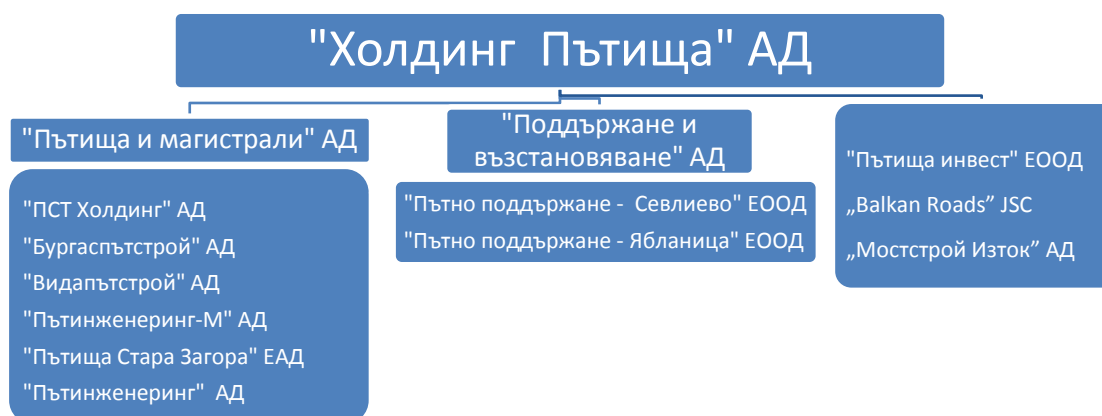 "Холдинг Пътища" АД
"Пътища и магистрали" АД
"ПСТ Холдинг" АД
"Бургаспътстрой" АД
"Видапътстрой" АД
"Пътинженеринг-М" АД
"Пътища Стара Загора" ЕАД
"Пътинженеринг" АД
"Поддържане и
възстановяване" АД
"Пътно поддържане - Севлиево" ЕООД
"Пътно поддържане - Ябланица" ЕООД
"Пътища инвест" ЕООД
„Balkan Roads” JSC
„Мостстрой Изток” АД